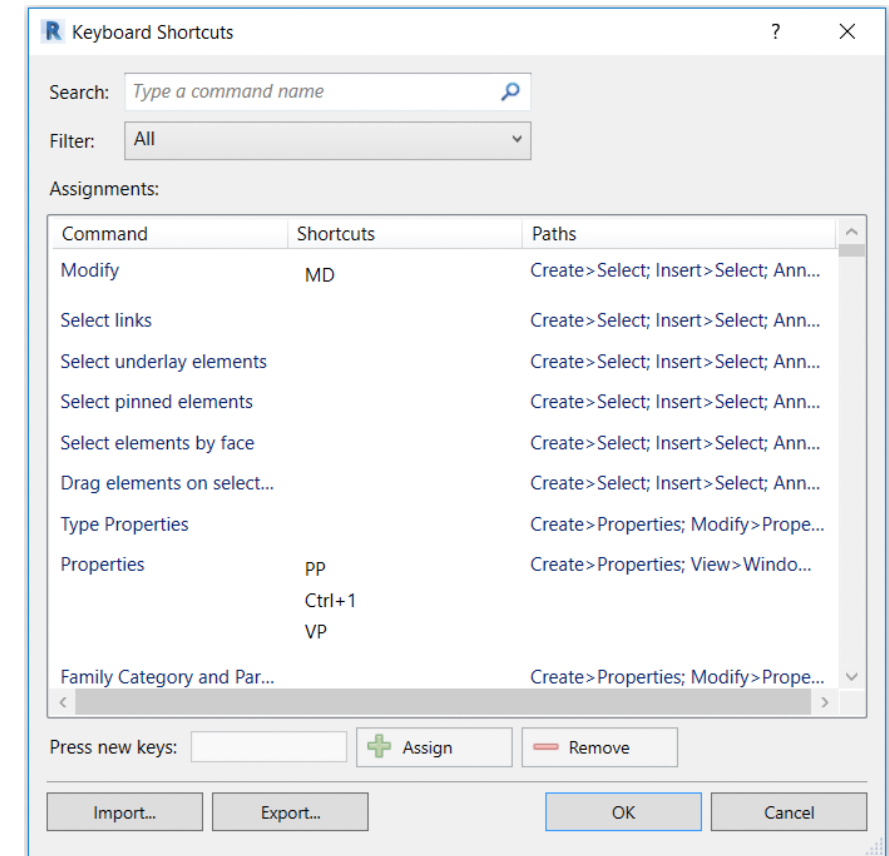 R Keyboard Shortcuts ?
Search: Type a command name
Filter: All
Assignments:
Command Shortcuts Paths
Modify MD Create>Select; Insert>Select; Ann...
Select links Create>Select; Insert>Select; Ann...
Select underlay elements Create>Select; Insert>Select; Ann...
Select pinned elements Create>Select; Insert>Select; Ann...
Select elements by face Create>Select; Insert>Select; Ann...
Drag elements on select... Create>Select; Insert>Select; Ann...
Type Properties Create>Properties; Modify>Prope...
Properties PP Create>Properties; View>Windo...
Ctrl+1
VP
Family Category and Par... Create>Properties; Modify>Prope...
Press new keys: Assign Remove
Import... Export... OK Cancel